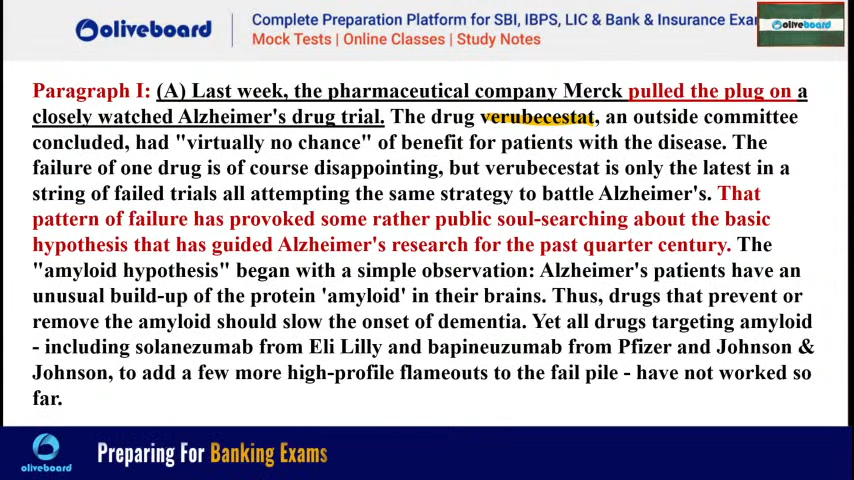 oliveboard
Complete Preparation Platform for SBI, IBPS, LIC & Bank & Insurance
Mock Tests | Online Classes | Study Notes
oliveboard
Paragraph I: (A) Last week, the pharmaceutical company Merck pulled the plug on a
closely watched Alzheimer's drug trial. The drug verubecestat, an outside committee
concluded, had "virtually no chance" of benefit for patients with the disease. The
failure of one drug is of course disappointing, but verubecestat is only the latest in a
string of failed trials all attempting the same strategy to battle Alzheimer's. That
pattern of failure has provoked some rather public soul-searching about the basic
hypothesis that has guided Alzheimer's research for the past quarter century. The
"amyloid hypothesis" began with a simple observation: Alzheimer's patients have an
unusual build-up of the protein 'amyloid' in their brains. Thus, drugs that prevent or
remove the amyloid should slow the onset of dementia. Yet all drugs targeting amyloid
- including solanezumab from Eli Lilly and bapineuzumab from Pfizer and Johnson &
Johnson, to add a few more high-profile flameouts to the fail pile - have not worked so
far.
oliveboard
Preparing For Banking Exams